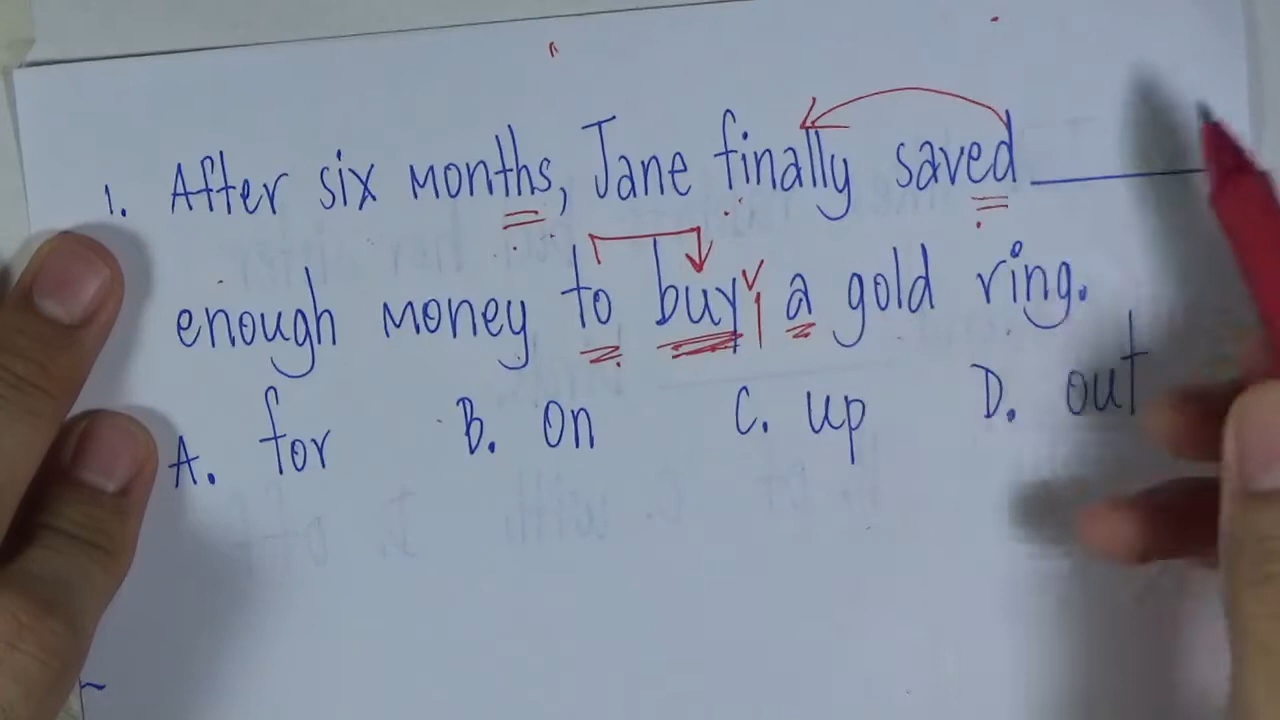 1. After six months, Jane finally saved ______
enough money to buy a gold ring.
A. for B. on C. up D. out